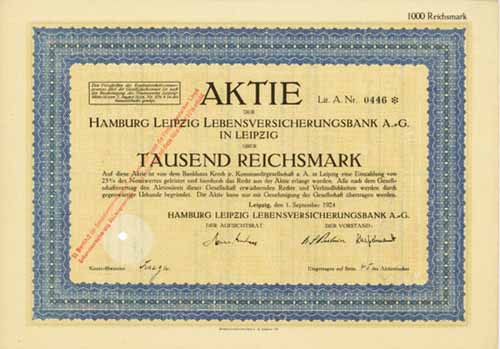 1000 Reichsmark
AKTIE
Lit. A. Nr. 0446 ✻
DER
HAMBURG LEIPZIG LEBENSVERSICHERUNGSBANK A.-G.
IN LEIPZIG
ÜBER
TAUSEND REICHSMARK
Auf diese Aktie ist von dem Bankhaus jr. Kommanditgesellschaft a. A. in Leipzig eine Einzahlung von
25% des Nennwertes geleistet und hierdurch das Recht aus der Aktie erlangt worden. Alle nach dem Gesell-
schaftsvertrag den Aktionären dieser Gesellschaft erwachsenden Rechte und Verbindlichkeiten werden durch
gegenwärtige Urkunde begründet. Die Aktie kann nur mit Genehmigung der Gesellschaft übertragen werden.
Leipzig, den 1. September 1924
HAMBURG LEIPZIG LEBENSVERSICHERUNGSBANK A.-G.
DER AUFSICHTSRAT
DER VORSTAND
Kontrollbeamter
Eingetragen auf Seite 45 des Aktienbuches